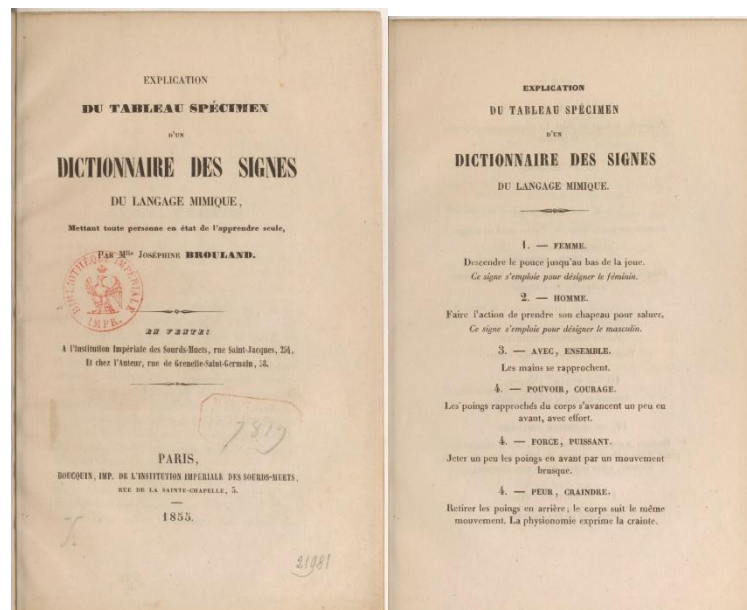 EXPLICATION
DU TABLEAU SPÉCIMEN
D'UN
DICTIONNAIRE DES SIGNES
DU LANGAGE MIMIQUE,
Mettant toute personne en état de l'apprendre seule,
PAR Mlle JOSÉPHINE BROULAND.
BIBLIOTHÈQUE IMPÉRIALE
IMPR.
EN VENTE:
A l'Institution Impériale des Sourds-Muets, rue Saint-Jacques, 254,
Et chez l'Auteur, rue de Grenelle-Saint-Germain, 38.
7819
PARIS,
BOUCQUIN, IMP. DE L'INSTITUTION IMPÉRIALE DES SOURDS-MUETS,
RUE DE LA SAINTE-CHAPELLE, 5.
1855.
21981
EXPLICATION
DU TABLEAU SPÉCIMEN
D'UN
DICTIONNAIRE DES SIGNES
DU LANGAGE MIMIQUE.
1. — FEMME.
Descendre le pouce jusqu'au bas de la joue.
Ce signe s'emploie pour désigner le féminin.
2. — HOMME.
Faire l'action de prendre son chapeau pour saluer.
Ce signe s'emploie pour désigner le masculin.
3. — AVEC, ENSEMBLE.
Les mains se rapprochent.
4. — POUVOIR, COURAGE.
Les poings rapprochés du corps s'avancent un peu en
avant, avec effort.
4. — FORCE, PUISSANT.
Jeter un peu les poings en avant par un mouvement
brusque.
4. — PEUR, CRAINDRE.
Retirer les poings en arrière; le corps suit le même
mouvement. La physionomie exprime la crainte.